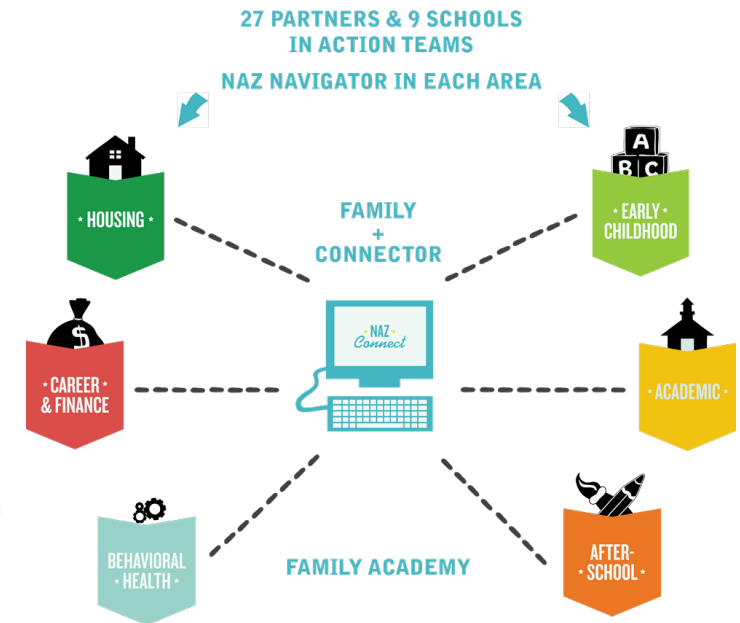 27 PARTNERS & 9 SCHOOLS
IN ACTION TEAMS
NAZ NAVIGATOR IN EACH AREA
HOUSING
A
B C
EARLY
CHILDHOOD
FAMILY
+
CONNECTOR
NAZ
Connect
$
CAREER
& FINANCE
ACADEMIC
BEHAVIORAL
HEALTH
FAMILY ACADEMY
AFTER-
SCHOOL